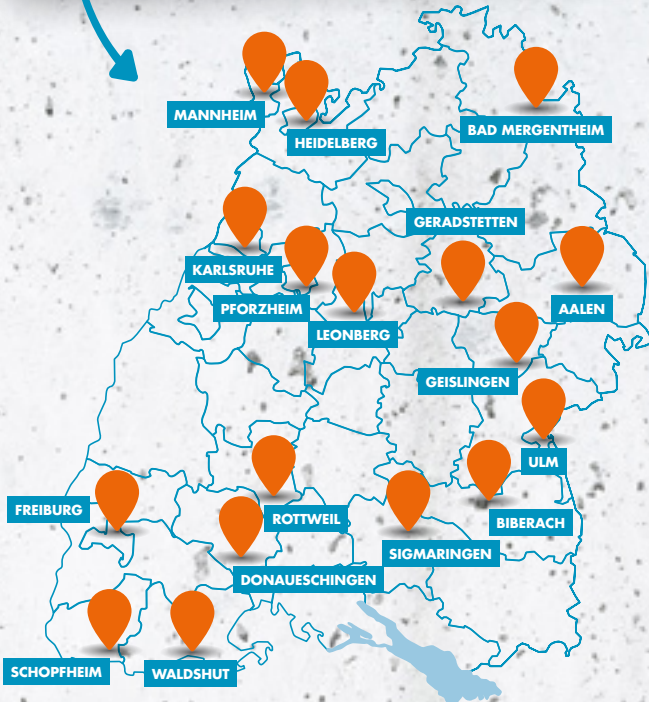 MANNHEIM
BAD MERGENTHEIM
HEIDELBERG
GERADSTETTEN
KARLSRUHE
PFORZHEIM
AALEN
LEONBERG
GEISLINGEN
ULM
FREIBURG
ROTTWEIL
BIBERACH
SIGMARINGEN
DONAUESCHINGEN
SCHOPFHEIM
WALDSHUT